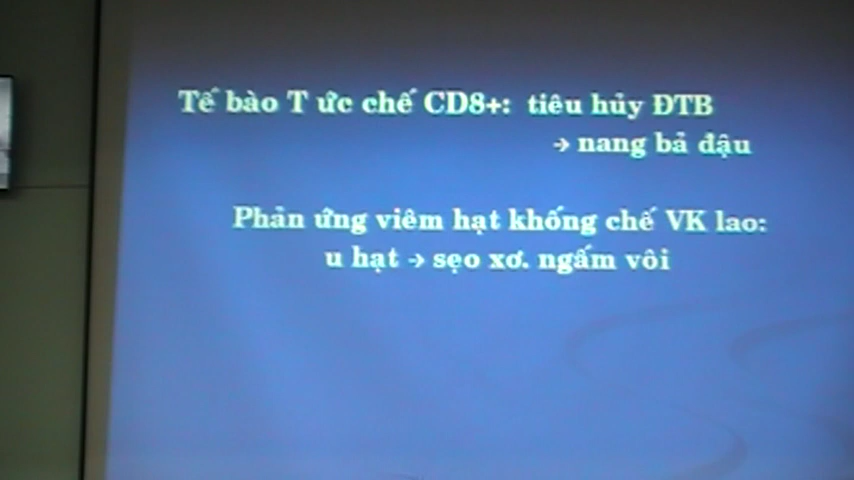 Tế bào T ức chế CD8+: tiêu hủy ĐTB
→ nang bả đậu
Phản ứng viêm hạt khống chế VK lao:
u hạt → sẹo xơ. ngấm vôi